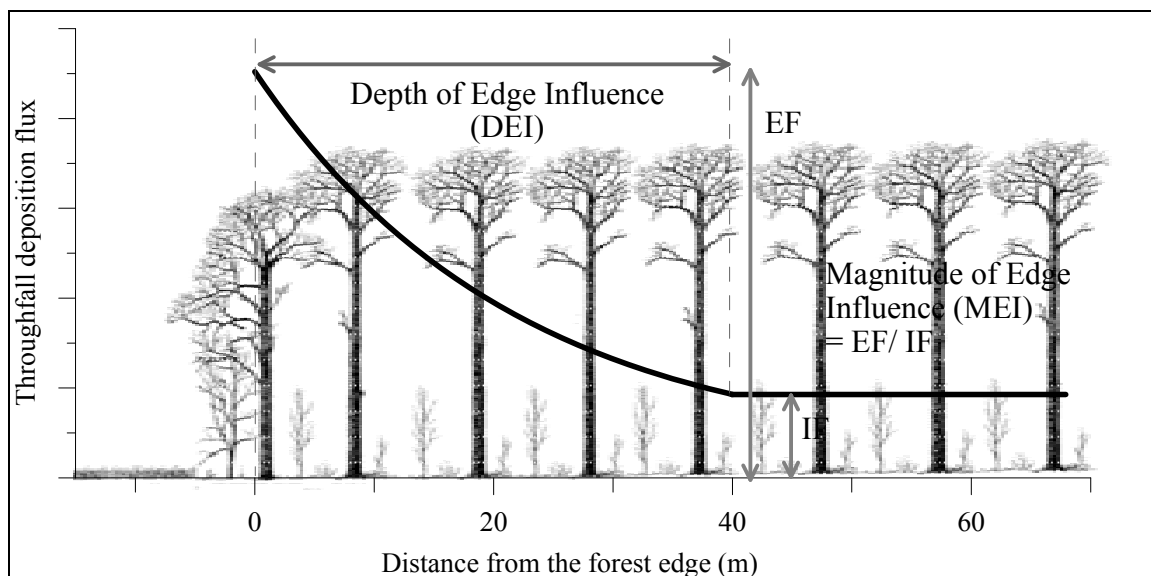 Throughfall deposition flux
Depth of Edge Influence
(DEI)
EF
Magnitude of Edge
Influence (MEI)
= EF/ IF
IF
0 20 40 60
Distance from the forest edge (m)